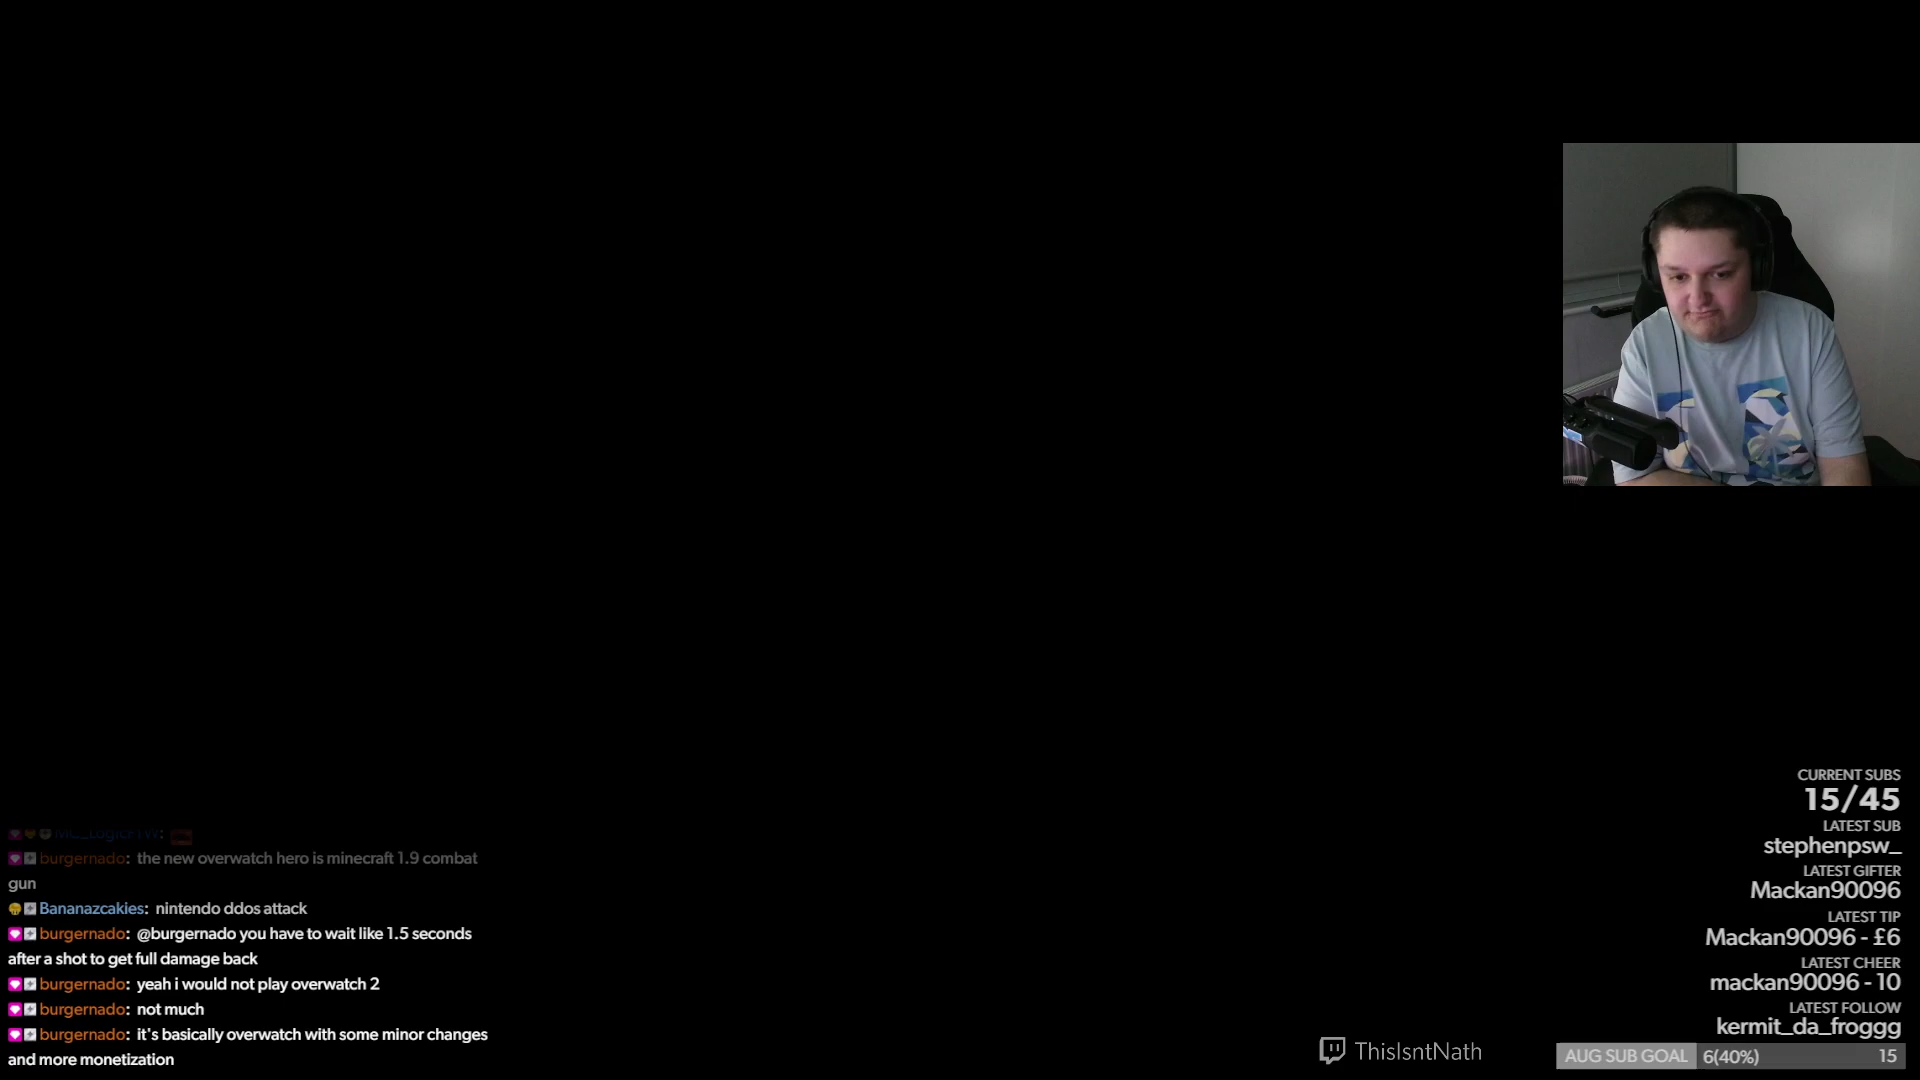 the new overwatch hero is minecraft 1.9 combat
burgernado: 
gun
Bananazcakies: nintendo ddos attack
burgernado: @burgernado you have to wait like 1.5 seconds
after a shot to get full damage back
burgernado: yeah i would not play overwatch 2
burgernado: not much
burgernado: it's basically overwatch with some minor changes
and more monetization
ThisIsntNath
CURRENT SUBS
15/45
LATEST SUB
stephenpsw_
LATEST GIFTER
Mackan90096
LATEST TIP
Mackan90096 - £6
LATEST CHEER
mackan90096 - 10
LATEST FOLLOW
kermit_da_froggg
AUG SUB GOAL 6(40%) 15